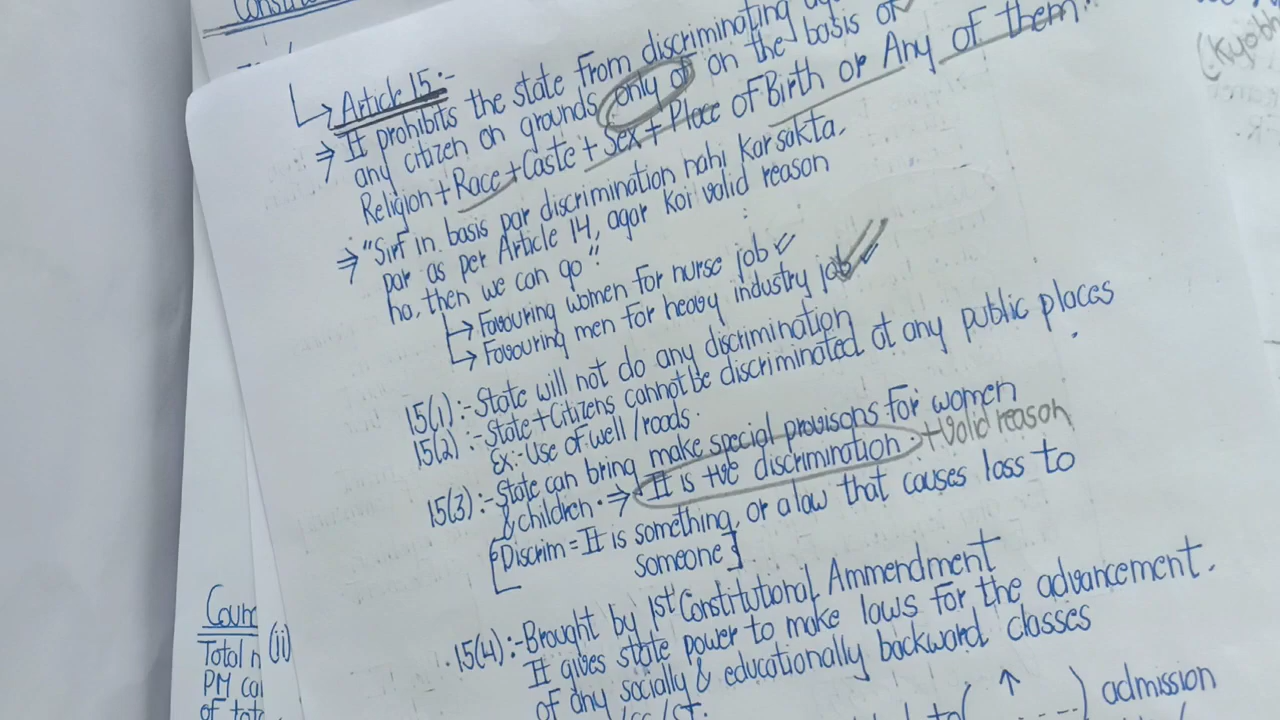 ↳ Article 15:-
⇒ It prohibits the state from discriminating
any citizen on grounds only of on the basis of
Religion + Race + Caste + Sex + Place of Birth or Any of them.
⇒ "Sirf in basis par discrimination nahi kar sakta,
par as per Article 14, agar koi valid reason
ho, then we can go"
↳ Favouring women for nurse job ✓
↳ Favouring men for heavy industry job ✓
15(1):- State will not do any discrimination
15(2):- State + Citizens cannot be discriminated at any public places
Ex:- Use of well / roads.
15(3):- State can bring make special provisons for women
& children. ⇒ It is +ve discrimination. + valid reason
[Discrim = It is something, or a law that causes loss to
someone]
15(4):- Brought by 1st Constitutional Ammendment
It gives state power to make laws for the advancement.
of any socially & educationally backward classes
admission
(ii)
Total
PM
of